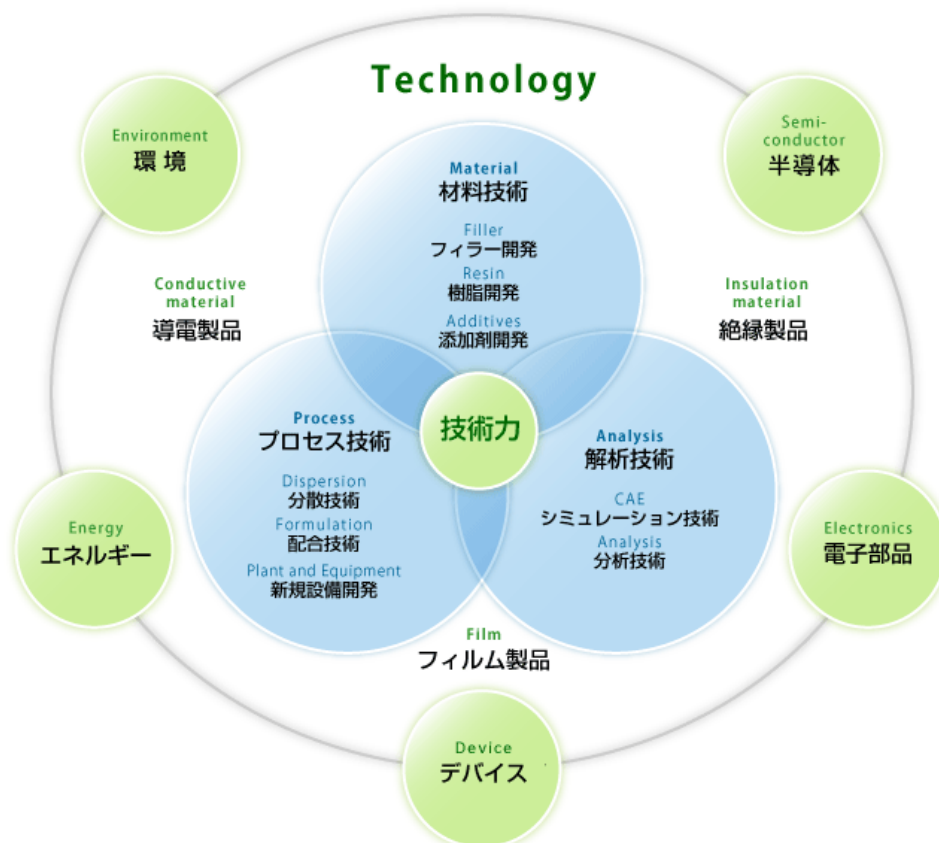 Technology
Environment
環境
Semi-
conductor
半導体
Material
材料技術
Filler
フィラー開発
Resin
樹脂開発
Additives
添加剤開発
Conductive
material
導電製品
Insulation
material
絶縁製品
技術力
Process
プロセス技術
Dispersion
分散技術
Formulation
配合技術
Plant and Equipment
新規設備開発
Analysis
解析技術
CAE
シミュレーション技術
Analysis
分析技術
Energy
エネルギー
Electronics
電子部品
Film
フィルム製品
Device
デバイス